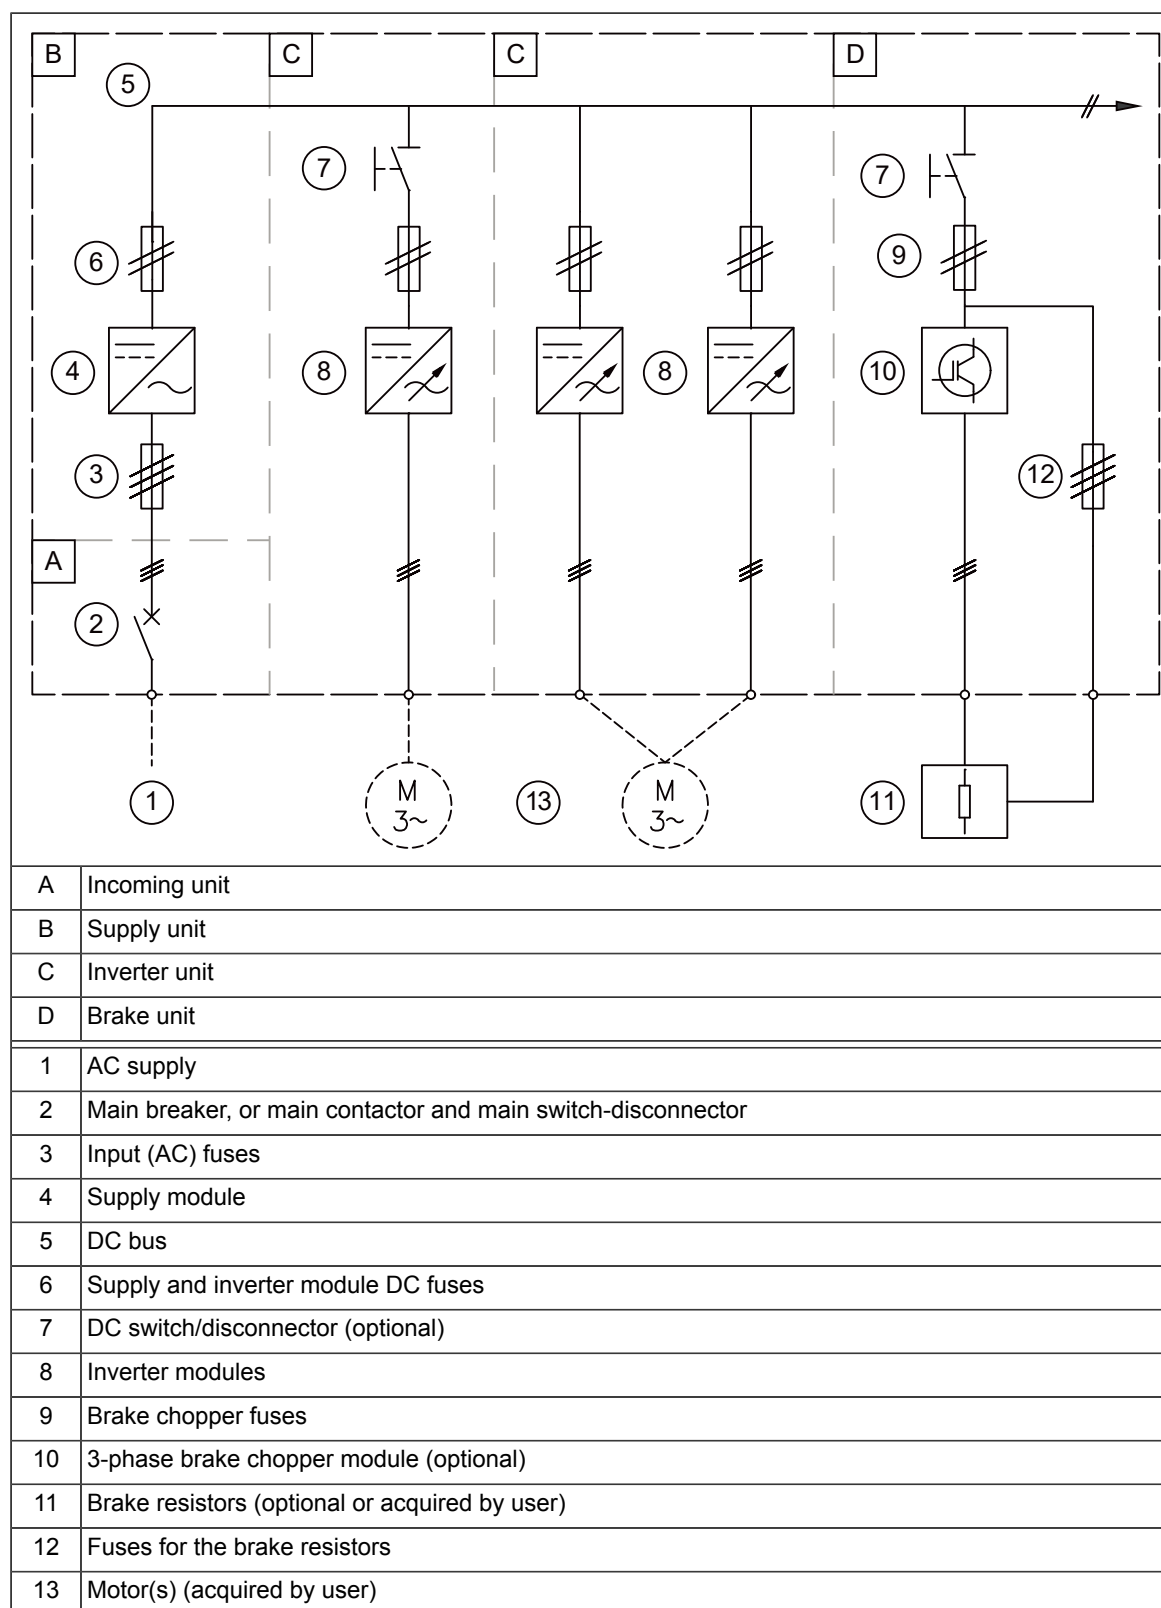 B
C
C
D
5
7
7
6
9
4
8
8
10
3
12
A
2
1
M
3~
13
M
3~
11
A Incoming unit
B Supply unit
C Inverter unit
D Brake unit
1 AC supply
2 Main breaker, or main contactor and main switch-disconnector
3 Input (AC) fuses
4 Supply module
5 DC bus
6 Supply and inverter module DC fuses
7 DC switch/disconnector (optional)
8 Inverter modules
9 Brake chopper fuses
10 3-phase brake chopper module (optional)
11 Brake resistors (optional or acquired by user)
12 Fuses for the brake resistors
13 Motor(s) (acquired by user)